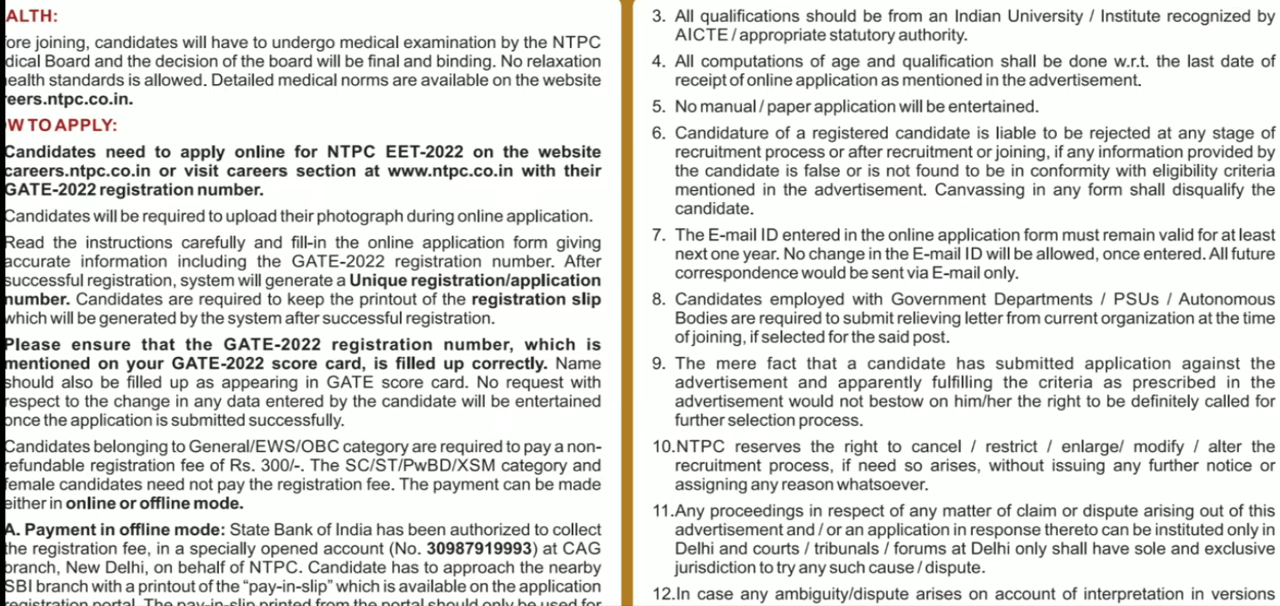 ALTH:
ore joining, candidates will have to undergo medical examination by the NTPC
dical Board and the decision of the board will be final and binding. No relaxation
ealth standards is allowed. Detailed medical norms are available on the website
eers.ntpc.co.in.
W TO APPLY:
Candidates need to apply online for NTPC EET-2022 on the website
careers.ntpc.co.in or visit careers section at www.ntpc.co.in with their
GATE-2022 registration number.
Candidates will be required to upload their photograph during online application.
Read the instructions carefully and fill-in the online application form giving
accurate information including the GATE-2022 registration number. After
successful registration, system will generate a Unique registration/application
number. Candidates are required to keep the printout of the registration slip
which will be generated by the system after successful registration.
Please ensure that the GATE-2022 registration number, which is
mentioned on your GATE-2022 score card, is filled up correctly. Name
should also be filled up as appearing in GATE score card. No request with
respect to the change in any data entered by the candidate will be entertained
once the application is submitted successfully.
Candidates belonging to General/EWS/OBC category are required to pay a non-
refundable registration fee of Rs. 300/-. The SC/ST/PwBD/XSM category and
female candidates need not pay the registration fee. The payment can be made
either in online or offline mode.
A. Payment in offline mode: State Bank of India has been authorized to collect
the registration fee, in a specially opened account (No. 30987919993) at CAG
branch, New Delhi, on behalf of NTPC. Candidate has to approach the nearby
SBI branch with a printout of the “pay-in-slip” which is available on the application
registration portal. The pay-in-slip printed from the portal should only be used for
3. All qualifications should be from an Indian University / Institute recognized by
AICTE / appropriate statutory authority.
4. All computations of age and qualification shall be done w.r.t. the last date of
receipt of online application as mentioned in the advertisement.
5. No manual / paper application will be entertained.
6. Candidature of a registered candidate is liable to be rejected at any stage of
recruitment process or after recruitment or joining, if any information provided by
the candidate is false or is not found to be in conformity with eligibility criteria
mentioned in the advertisement. Canvassing in any form shall disqualify the
candidate.
7. The E-mail ID entered in the online application form must remain valid for at least
next one year. No change in the E-mail ID will be allowed, once entered. All future
correspondence would be sent via E-mail only.
8. Candidates employed with Government Departments / PSUs / Autonomous
Bodies are required to submit relieving letter from current organization at the time
of joining, if selected for the said post.
9. The mere fact that a candidate has submitted application against the
advertisement and apparently fulfilling the criteria as prescribed in the
advertisement would not bestow on him/her the right to be definitely called for
further selection process.
10.NTPC reserves the right to cancel / restrict / enlarge/ modify / alter the
recruitment process, if need so arises, without issuing any further notice or
assigning any reason whatsoever.
11.Any proceedings in respect of any matter of claim or dispute arising out of this
advertisement and / or an application in response thereto can be instituted only in
Delhi and courts / tribunals / forums at Delhi only shall have sole and exclusive
jurisdiction to try any such cause / dispute.
12.In case any ambiguity/dispute arises on account of interpretation in versions